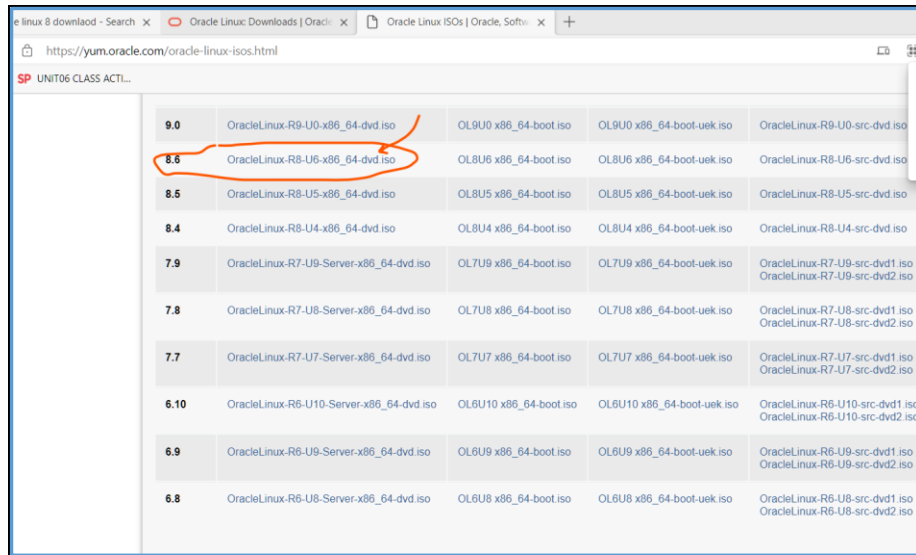 e linux 8 downlaod - Search
Oracle Linux: Downloads | Oracle
Oracle Linux ISOs | Oracle, Softw
https://yum.oracle.com/oracle-linux-isos.html
SP UNIT06 CLASS ACTI...
9.0 OracleLinux-R9-U0-x86_64-dvd.iso OL9U0 x86_64-boot.iso OL9U0 x86_64-boot-uek.iso OracleLinux-R9-U0-src-dvd.iso
8.6 OracleLinux-R8-U6-x86_64-dvd.iso OL8U6 x86_64-boot.iso OL8U6 x86_64-boot-uek.iso OracleLinux-R8-U6-src-dvd.iso
8.5 OracleLinux-R8-U5-x86_64-dvd.iso OL8U5 x86_64-boot.iso OL8U5 x86_64-boot-uek.iso OracleLinux-R8-U5-src-dvd.iso
8.4 OracleLinux-R8-U4-x86_64-dvd.iso OL8U4 x86_64-boot.iso OL8U4 x86_64-boot-uek.iso OracleLinux-R8-U4-src-dvd.iso
7.9 OracleLinux-R7-U9-Server-x86_64-dvd.iso OL7U9 x86_64-boot.iso OL7U9 x86_64-boot-uek.iso OracleLinux-R7-U9-src-dvd1.iso
OracleLinux-R7-U9-src-dvd2.iso
7.8 OracleLinux-R7-U8-Server-x86_64-dvd.iso OL7U8 x86_64-boot.iso OL7U8 x86_64-boot-uek.iso OracleLinux-R7-U8-src-dvd1.iso
OracleLinux-R7-U8-src-dvd2.iso
7.7 OracleLinux-R7-U7-Server-x86_64-dvd.iso OL7U7 x86_64-boot.iso OL7U7 x86_64-boot-uek.iso OracleLinux-R7-U7-src-dvd1.iso
OracleLinux-R7-U7-src-dvd2.iso
6.10 OracleLinux-R6-U10-Server-x86_64-dvd.iso OL6U10 x86_64-boot.iso OL6U10 x86_64-boot-uek.iso OracleLinux-R6-U10-src-dvd1.isc
OracleLinux-R6-U10-src-dvd2.isc
6.9 OracleLinux-R6-U9-Server-x86_64-dvd.iso OL6U9 x86_64-boot.iso OL6U9 x86_64-boot-uek.iso OracleLinux-R6-U9-src-dvd1.iso
OracleLinux-R6-U9-src-dvd2.iso
6.8 OracleLinux-R6-U8-Server-x86_64-dvd.iso OL6U8 x86_64-boot.iso OL6U8 x86_64-boot-uek.iso OracleLinux-R6-U8-src-dvd1.iso
OracleLinux-R6-U8-src-dvd2.iso